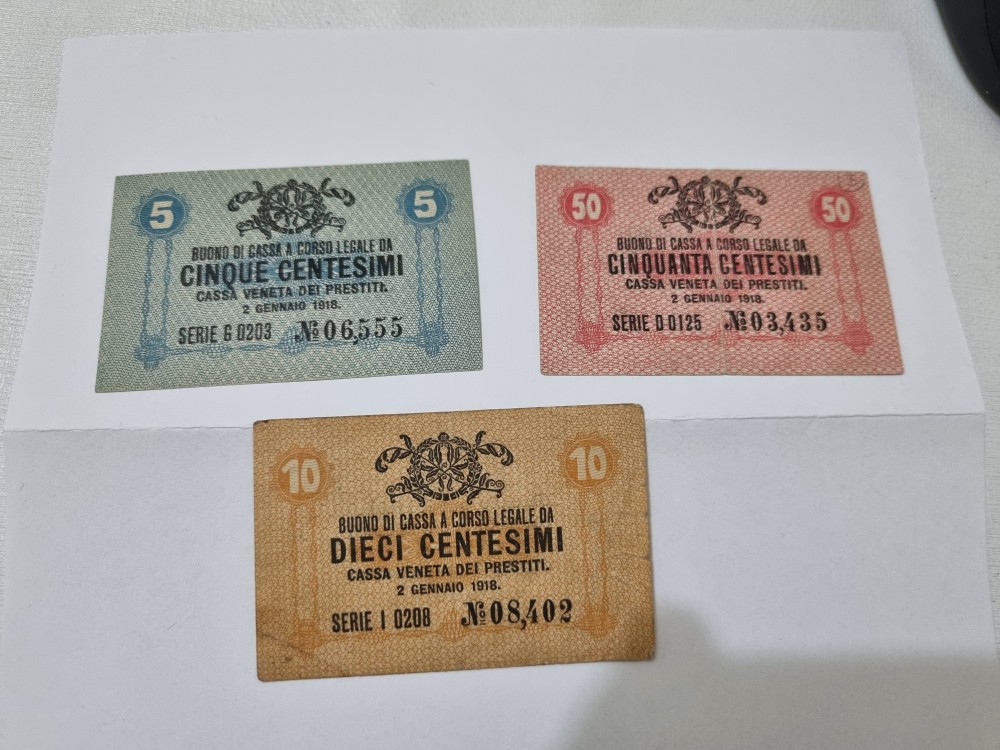 5 5
BUONO DI CASSA A CORSO LEGALE DA
CINQUE CENTESIMI
CASSA VENETA DEI PRESTITI.
2 GENNAIO 1918.
SERIE G 0203 № 06,555
50 50
BUONO DI CASSA A CORSO LEGALE DA
CINQUANTA CENTESIMI
CASSA VENETA DEI PRESTITI.
2 GENNAIO 1918.
SERIE D 0125 № 03,435
10 10
BUONO DI CASSA A CORSO LEGALE DA
DIECI CENTESIMI
CASSA VENETA DEI PRESTITI.
2 GENNAIO 1918.
SERIE I 0208 № 08,402